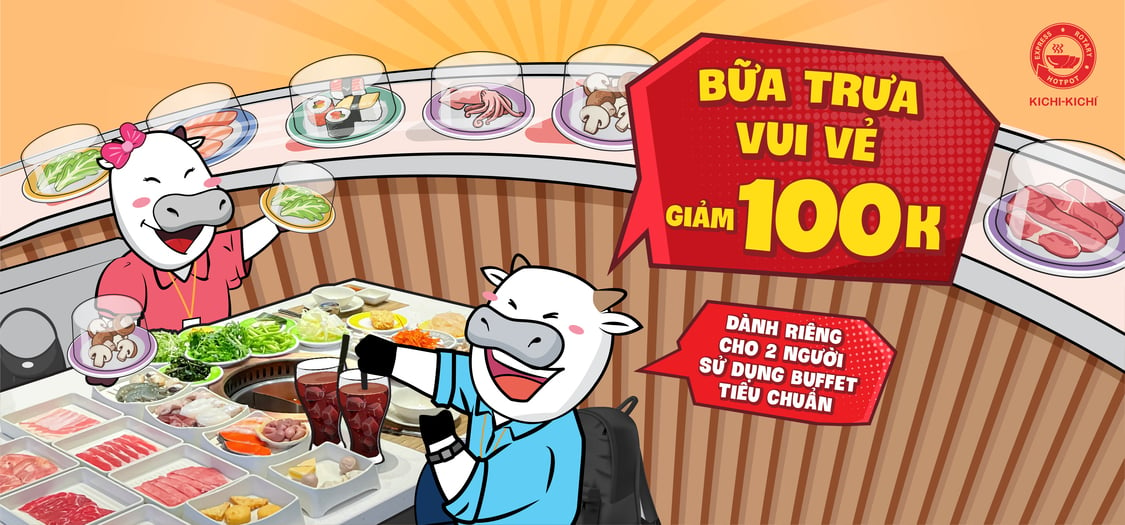 BỮA TRƯA
VUI VẺ
GIẢM 100K
DÀNH RIÊNG
CHO 2 NGƯỜI
SỬ DỤNG BUFFET
TIÊU CHUẨN
EXPRESS ROTARY
HOTPOT
KICHI-KICHI